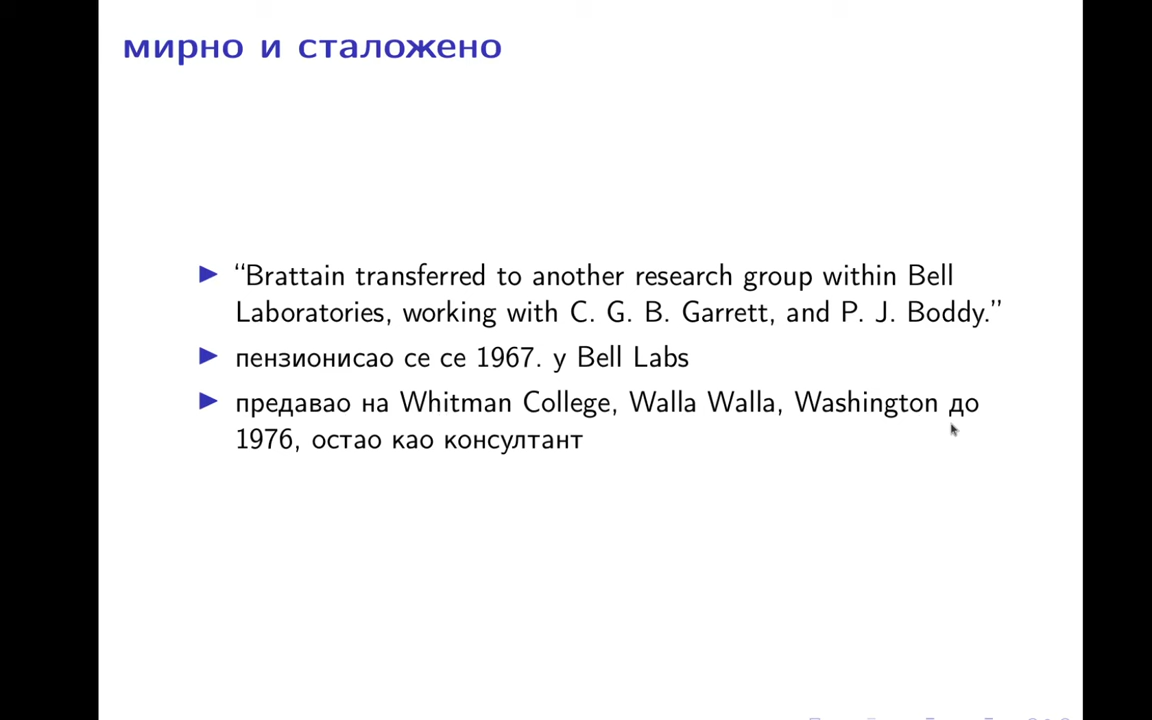 мирно и сталожено
“Brattain transferred to another research group within Bell
Laboratories, working with C. G. B. Garrett, and P. J. Boddy.”
пензионисао се се 1967. у Bell Labs
предавао на Whitman College, Walla Walla, Washington до
1976, остао као консултант